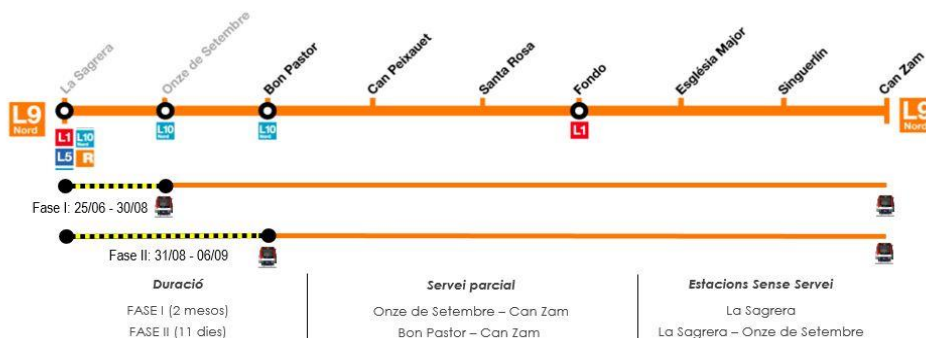 La Sagrera
Onze de Setembre
Bon Pastor
Can Peixauet
Santa Rosa
Fondo
Església Major
Singuerlín
Can Zam
L9
Nord
L9
Nord
L1 L10
Nord
L5 R
L10
Nord
L10
Nord
L1
Fase I: 25/06 - 30/08
Fase II: 31/08 - 06/09
Duració
FASE I (2 mesos)
FASE II (11 dies)
Servei parcial
Onze de Setembre – Can Zam
Bon Pastor – Can Zam
Estacions Sense Servei
La Sagrera
La Sagrera – Onze de Setembre